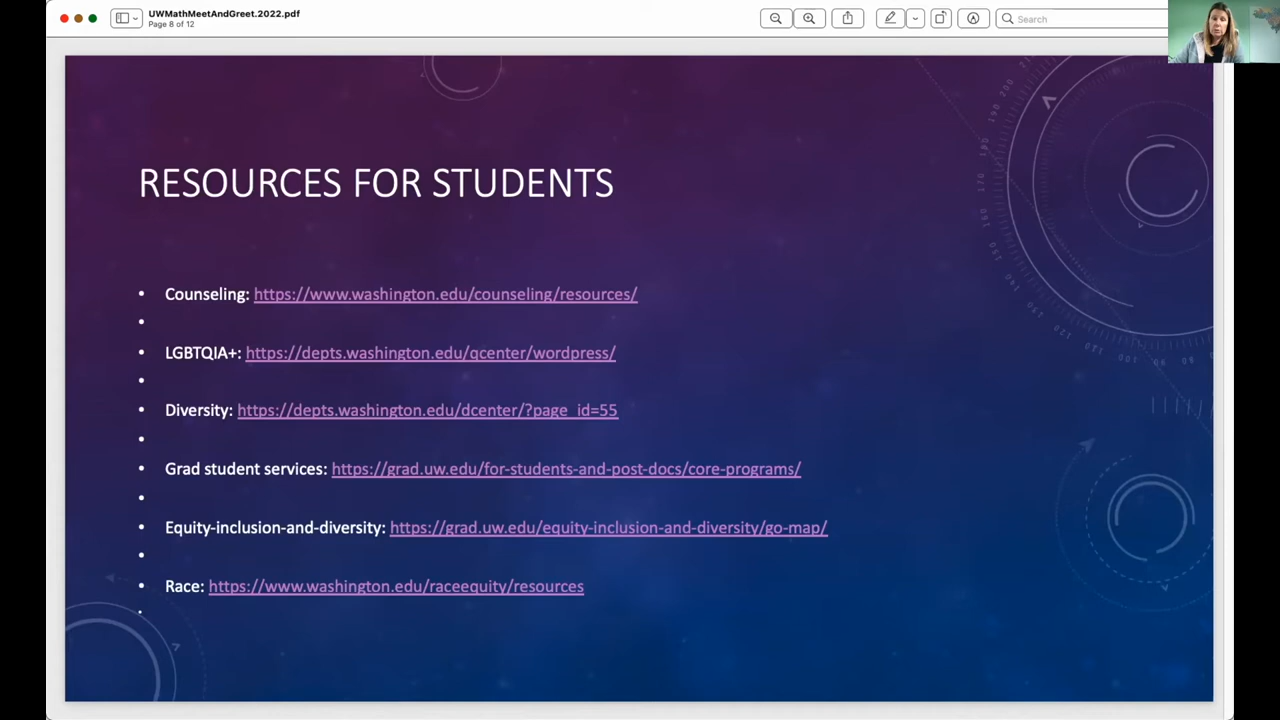 UWMathMeetAndGreet.2022.pdf
Page 8 of 12
Search
RESOURCES FOR STUDENTS
• Counseling: https://www.washington.edu/counseling/resources/
•
• LGBTQIA+: https://depts.washington.edu/qcenter/wordpress/
•
• Diversity: https://depts.washington.edu/dcenter/?page_id=55
•
• Grad student services: https://grad.uw.edu/for-students-and-post-docs/core-programs/
•
• Equity-inclusion-and-diversity: https://grad.uw.edu/equity-inclusion-and-diversity/go-map/
•
• Race: https://www.washington.edu/raceequity/resources
•